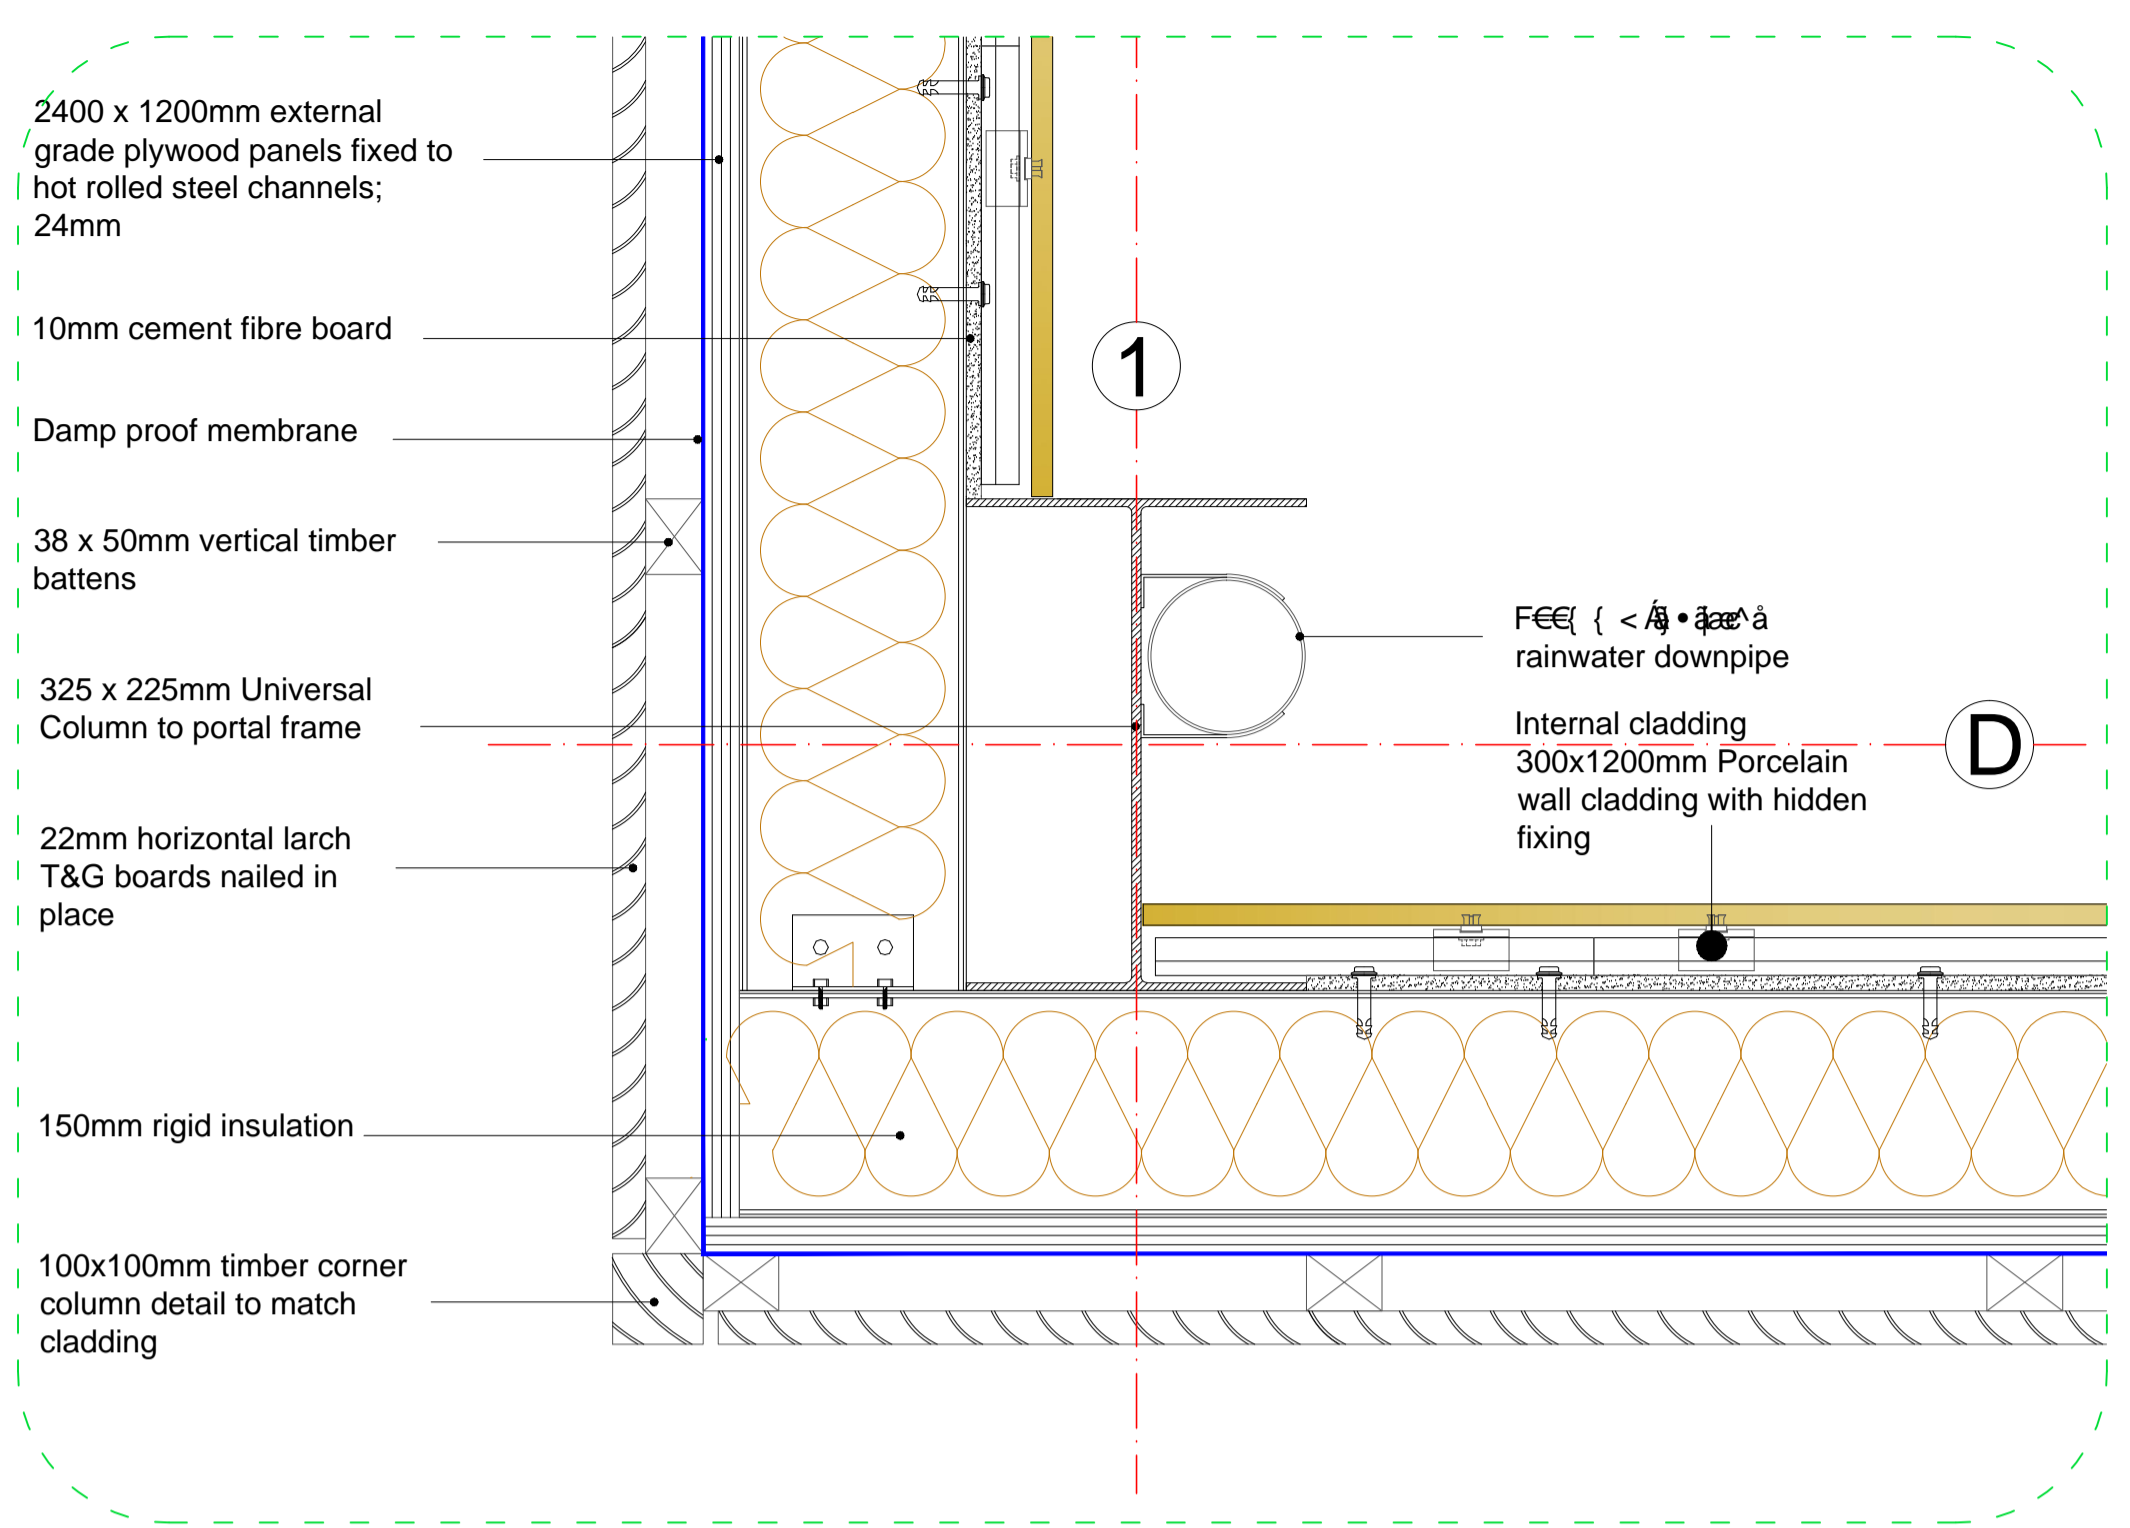 2400 x 1200mm external
grade plywood panels fixed to
hot rolled steel channels;
24mm
10mm cement fibre board
Damp proof membrane
38 x 50mm vertical timber
battens
325 x 225mm Universal
Column to portal frame
22mm horizontal larch
T&G boards nailed in
place
150mm rigid insulation
100x100mm timber corner
column detail to match
cladding
1
rainwater downpipe
Internal cladding
300x1200mm Porcelain
wall cladding with hidden
fixing
D